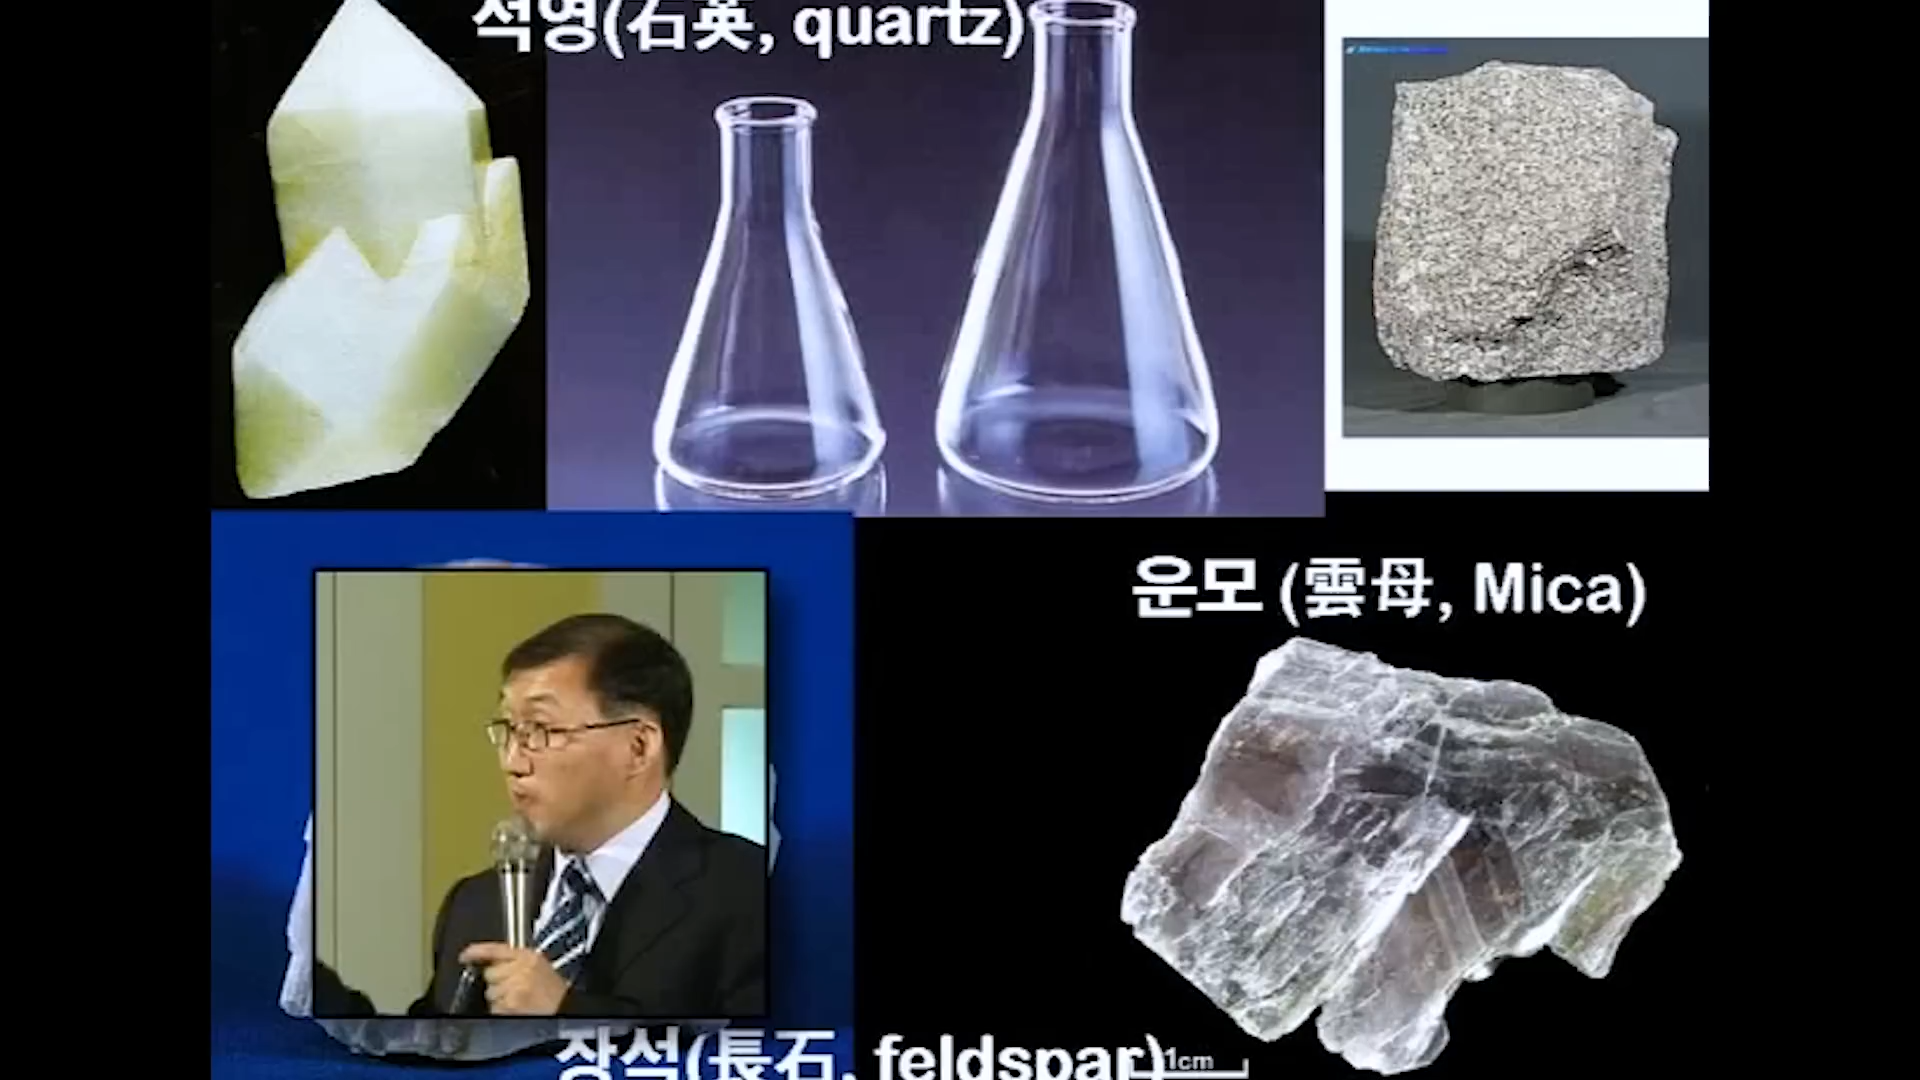 석영(石英, quartz)
운모 (雲母, Mica)
장석(長石, feldspar)
1cm